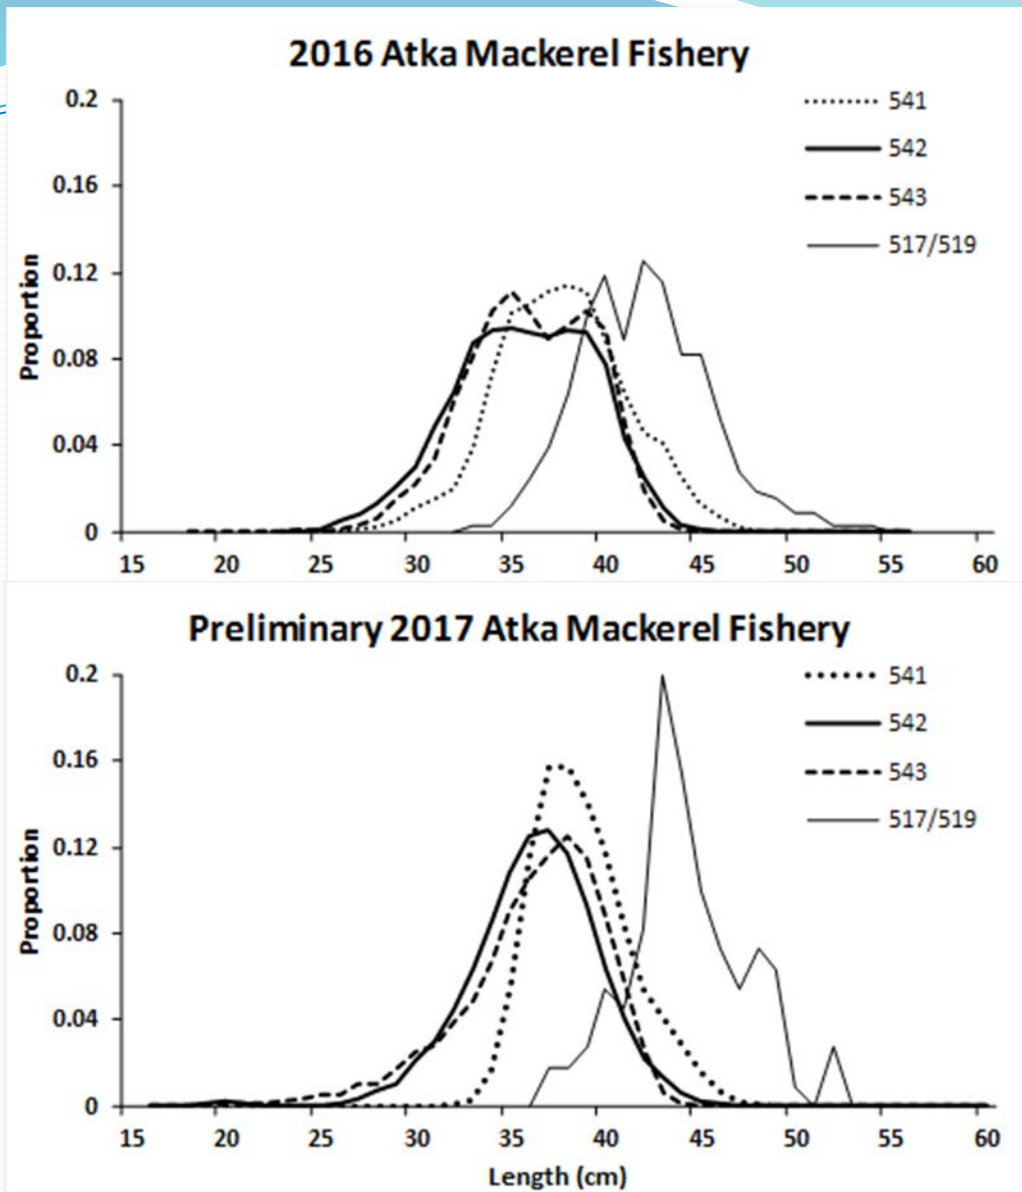 2016 Atka Mackerel Fishery
0.2
0.16
0.12
0.08
0.04
0
Proportion
541
542
543
517/519
15 20 25 30 35 40 45 50 55 60
Preliminary 2017 Atka Mackerel Fishery
0.2
0.16
0.12
0.08
0.04
0
Proportion
541
542
543
517/519
15 20 25 30 35 40 45 50 55 60
Length (cm)